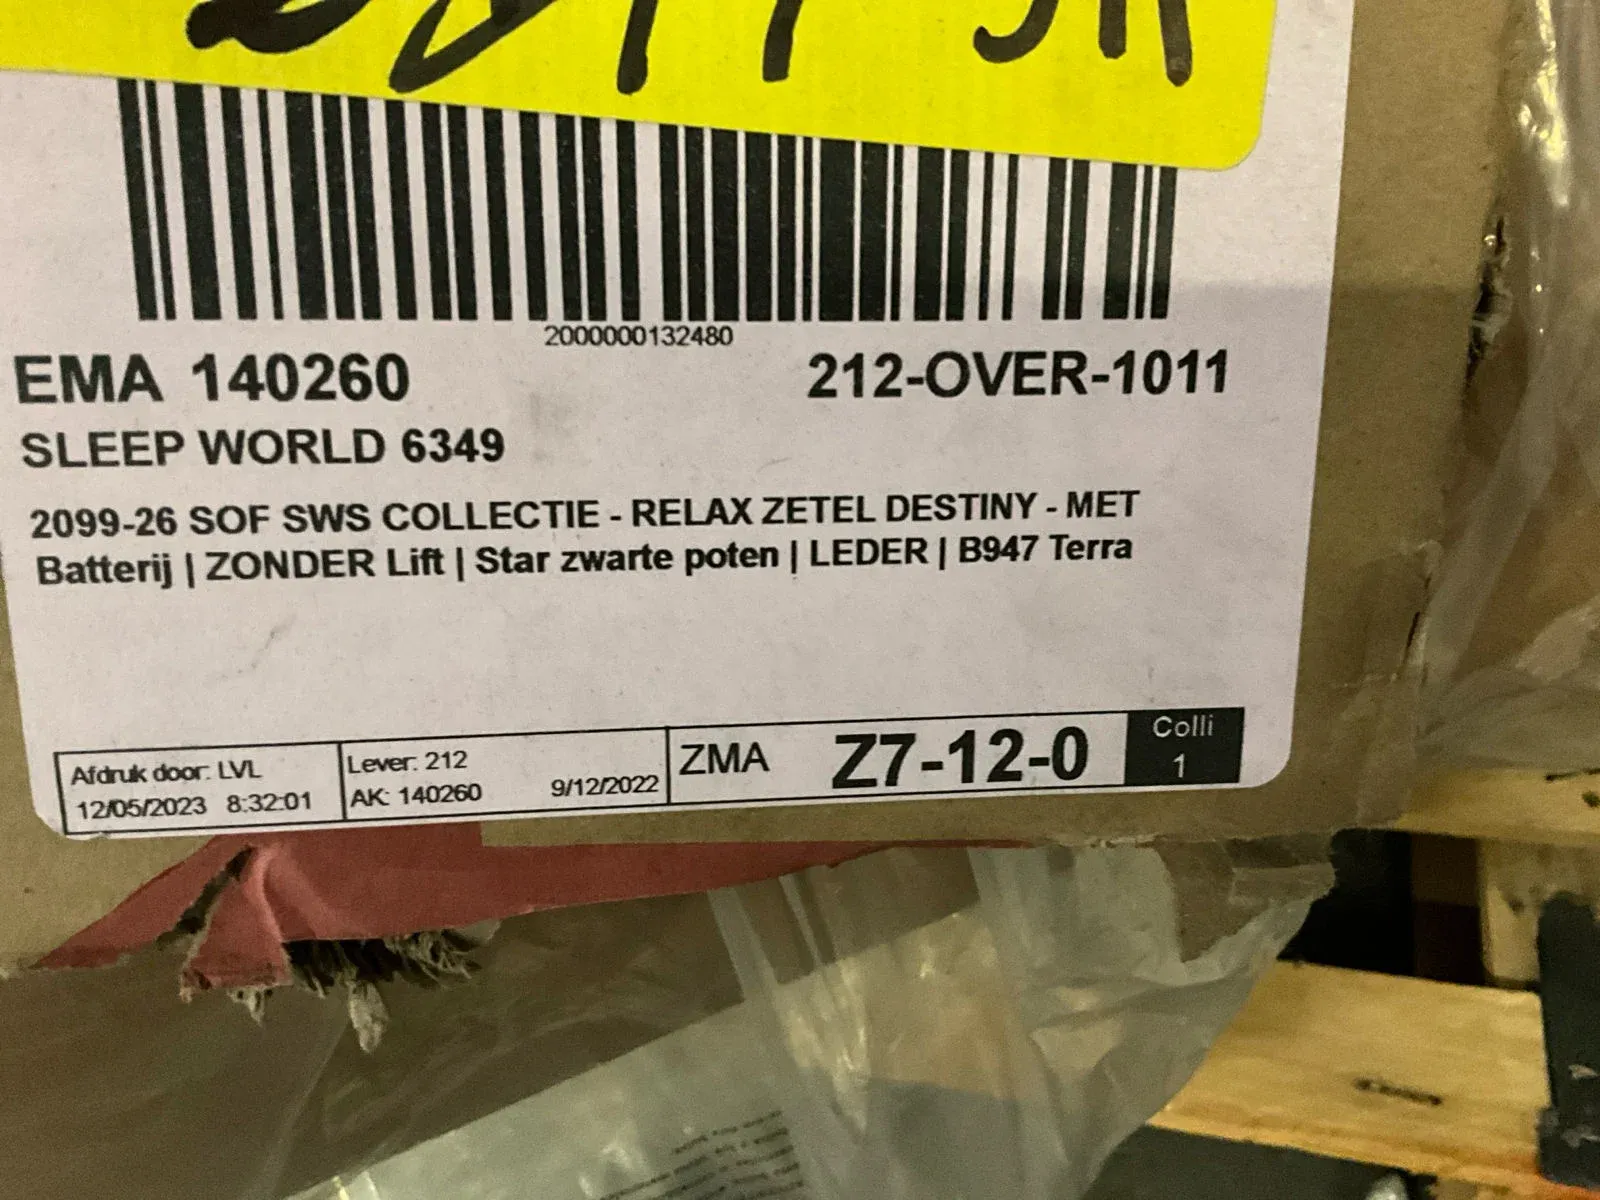 2000000132480
EMA 140260
212-OVER-1011
SLEEP WORLD 6349
2099-26 SOF SWS COLLECTIE - RELAX ZETEL DESTINY - MET
Batterij | ZONDER Lift | Star zwarte poten | LEDER | B947 Terra
Afdruk door: LVL
12/05/2023 8:32:01
Lever: 212
AK: 140260 9/12/2022
ZMA Z7-12-0
Colli
1